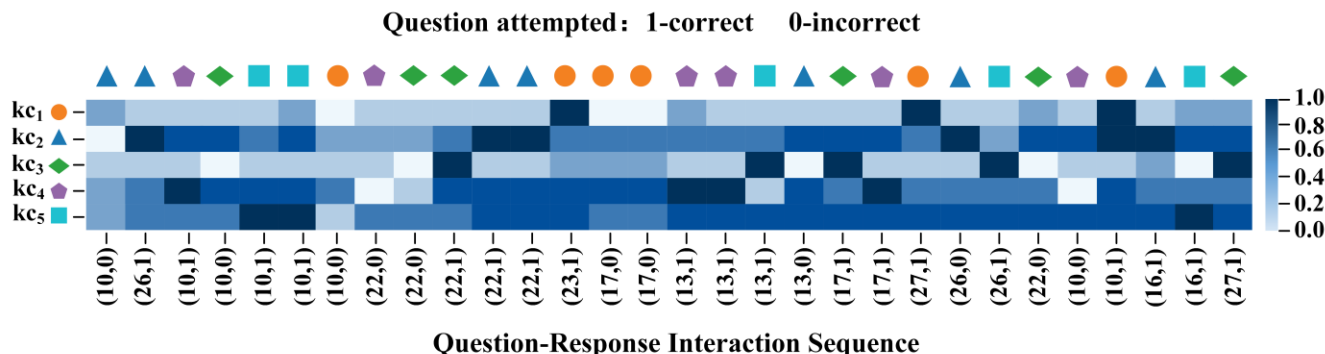 Question attempted：1-correct 0-incorrect
kc₁
kc₂
kc₃
kc₄
kc₅
1.0
0.8
0.6
0.4
0.2
0.0
(10,0) (26,1) (10,1) (10,0) (10,1) (10,1) (10,0) (22,0) (22,0) (22,1) (22,1) (22,1) (23,1) (17,0) (17,0) (13,1) (13,1) (13,1) (13,0) (17,1) (17,1) (27,1) (26,0) (26,1) (22,0) (10,0) (10,1) (16,1) (16,1) (27,1)
Question-Response Interaction Sequence